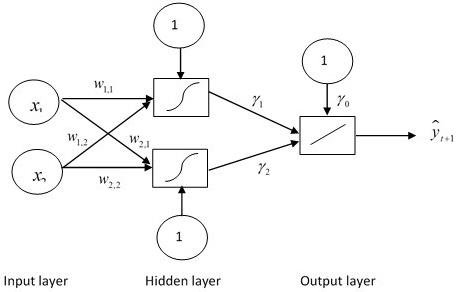 1
1
w1,1
γ1
γ0
x1
ŷt+1
w1,2
w2,1
x2
w2,2
γ2
1
Input layer Hidden layer Output layer